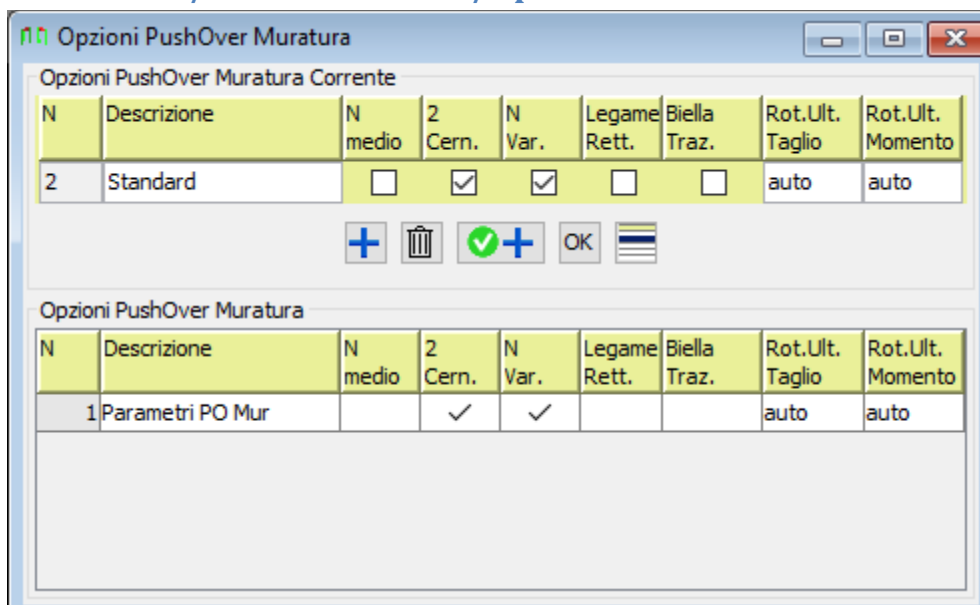 Opzioni PushOver Muratura
Opzioni PushOver Muratura Corrente
N Descrizione N medio 2 Cern. N Var. Legame Rett. Biella Traz. Rot.Ult. Taglio Rot.Ult. Momento
2 Standard auto auto
OK
Opzioni PushOver Muratura
N Descrizione N medio 2 Cern. N Var. Legame Rett. Biella Traz. Rot.Ult. Taglio Rot.Ult. Momento
1 Parametri PO Mur auto auto